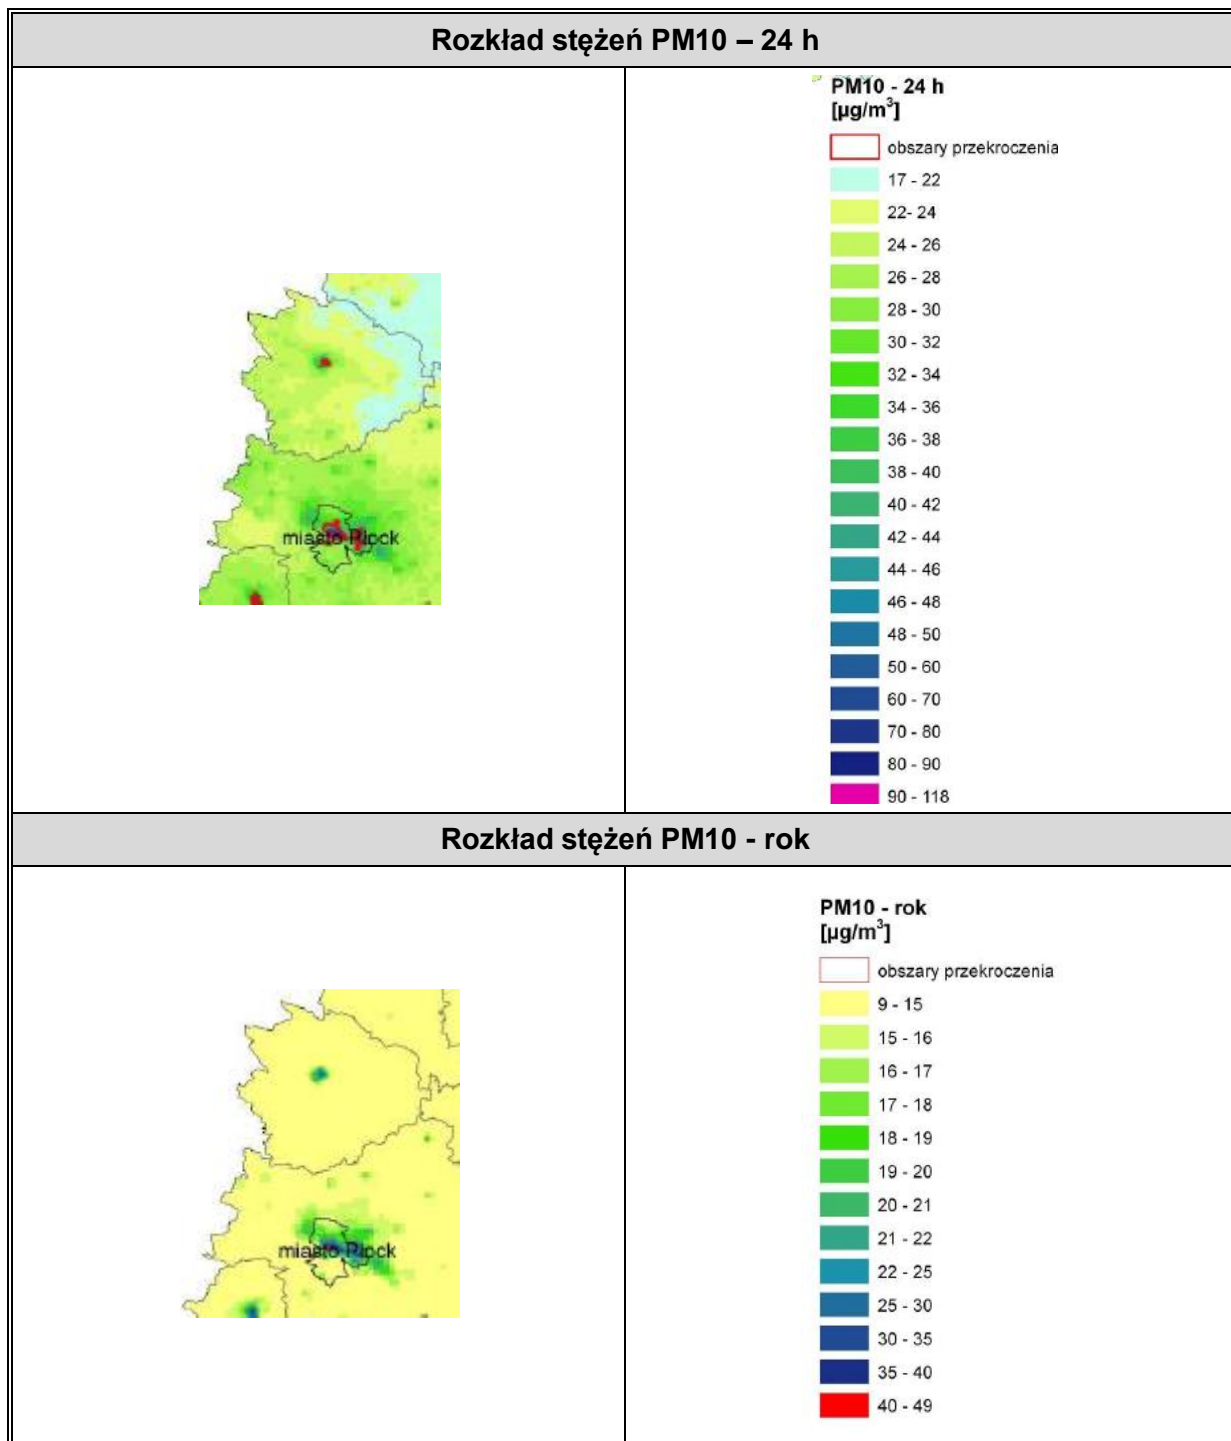 Rozkład stężeń PM10 – 24 h
miasto Płock
PM10 - 24 h
[µg/m³]
obszary przekroczenia
17 - 22
22- 24
24 - 26
26 - 28
28 - 30
30 - 32
32 - 34
34 - 36
36 - 38
38 - 40
40 - 42
42 - 44
44 - 46
46 - 48
48 - 50
50 - 60
60 - 70
70 - 80
80 - 90
90 - 118
Rozkład stężeń PM10 - rok
miasto Płock
PM10 - rok
[µg/m³]
obszary przekroczenia
9 - 15
15 - 16
16 - 17
17 - 18
18 - 19
19 - 20
20 - 21
21 - 22
22 - 25
25 - 30
30 - 35
35 - 40
40 - 49